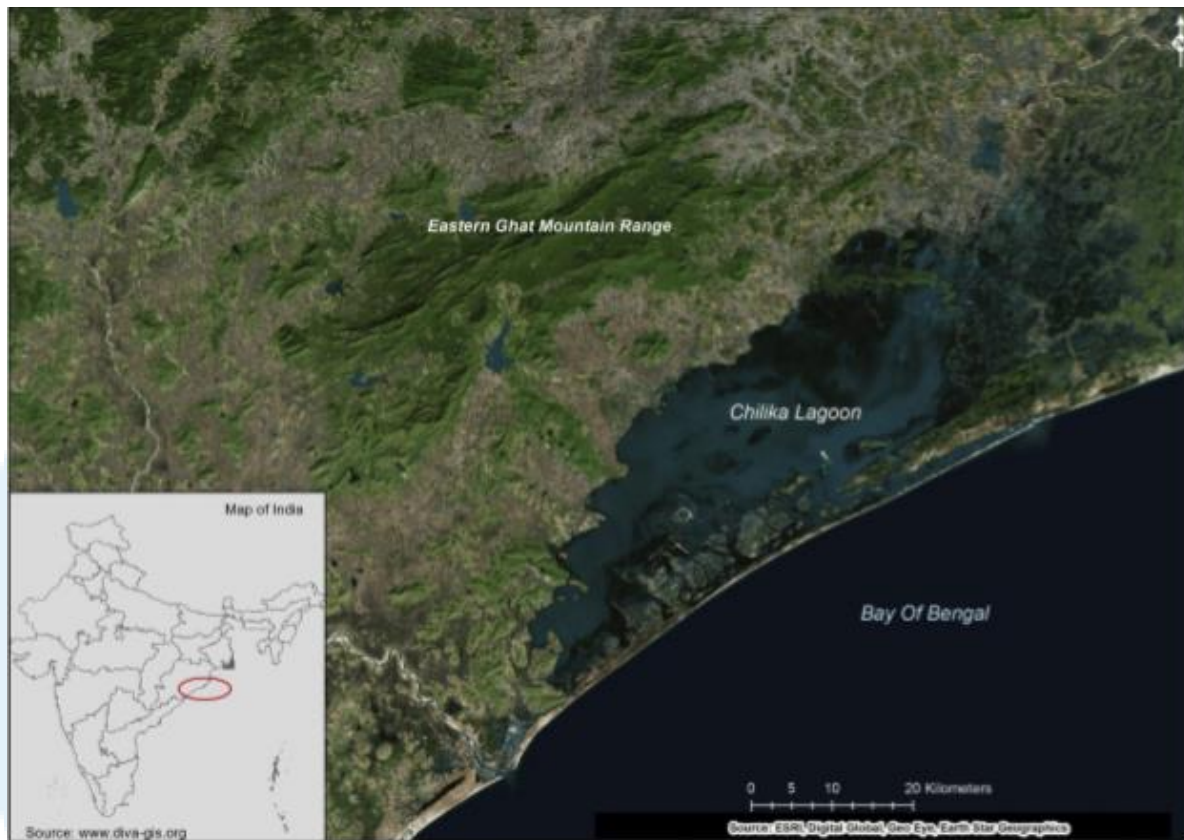 Eastern Ghat Mountain Range
Chilika Lagoon
Map of India
Bay Of Bengal
0 5 10 20 Kilometers
Source: www.diva-gis.org
Source: ESRI, Digital Global, Geo Eye, Earth Star Geographics